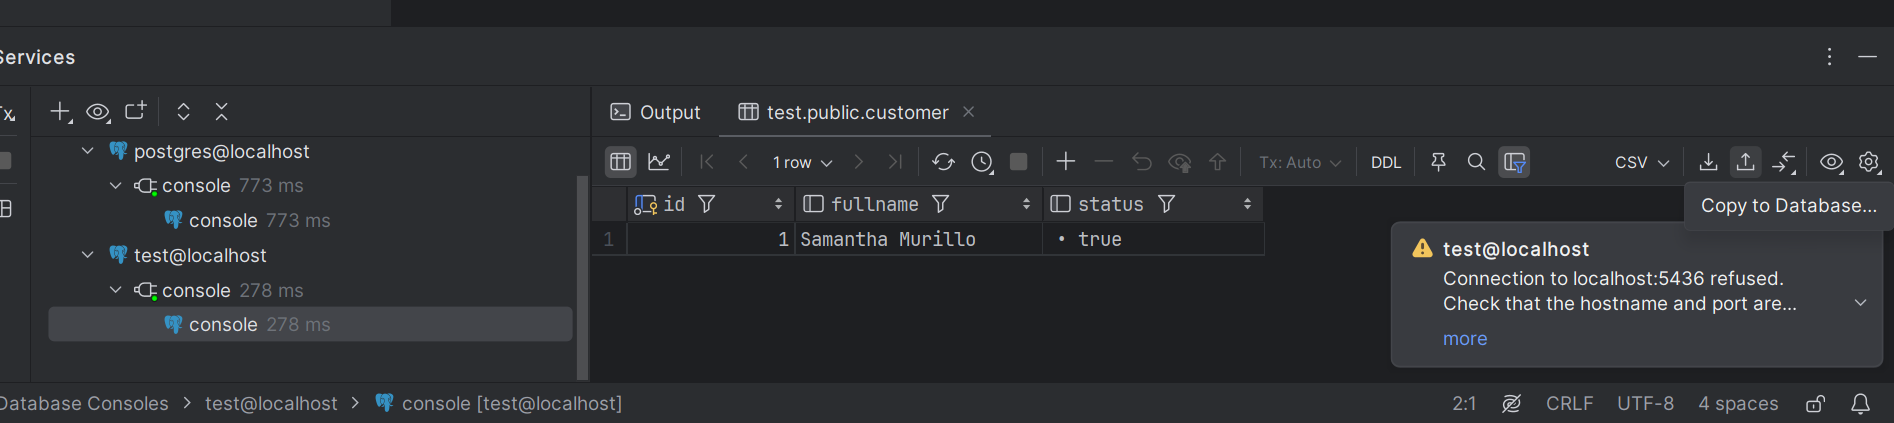 Services
Tx
postgres@localhost
console 773 ms
console 773 ms
test@localhost
console 278 ms
console 278 ms
Output
test.public.customer
1 row
Tx: Auto
DDL
CSV
id fullname status
1 1 Samantha Murillo true
Copy to Database...
test@localhost
Connection to localhost:5436 refused.
Check that the hostname and port are...
more
Database Consoles > test@localhost > console [test@localhost]
2:1 CRLF UTF-8 4 spaces